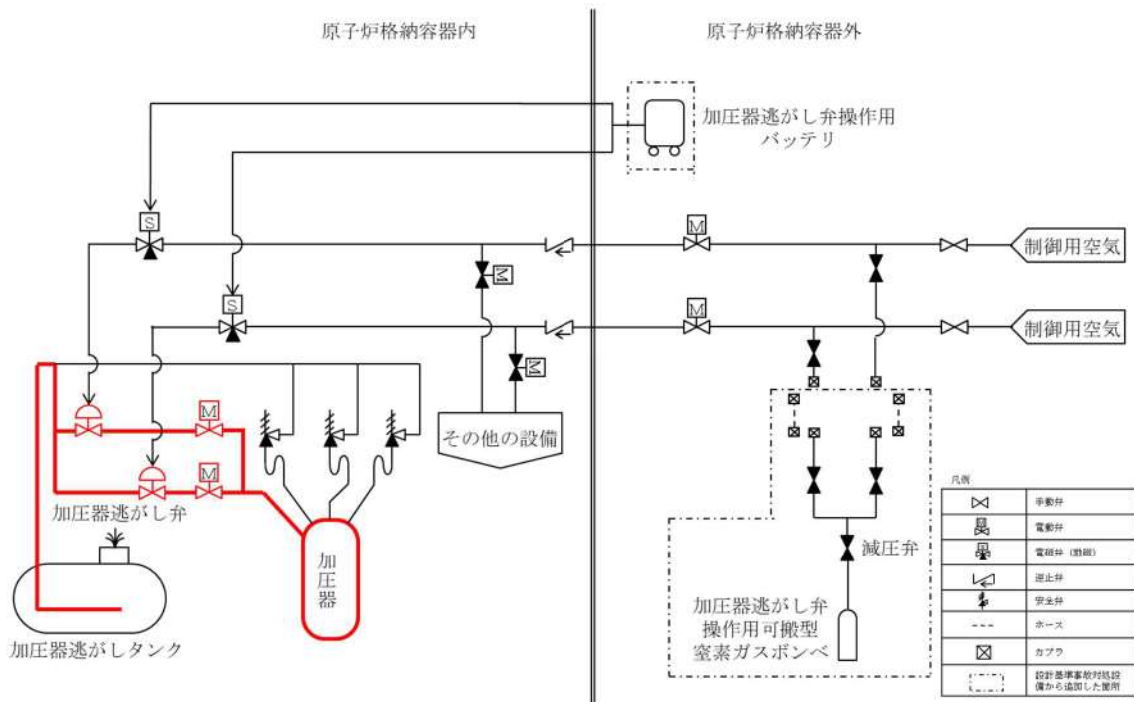 原子炉格納容器内
原子炉格納容器外
加圧器逃がし弁操作用
バッテリ
S
M
制御用空気
M
S
M
制御用空気
M
M
M
その他の設備
加圧器逃がし弁
加圧器
減圧弁
加圧器逃がし弁
操作用可搬型
窒素ガスボンベ
加圧器逃がしタンク
凡例
手動弁
電動弁
電磁弁
逆止弁
安全弁
ホース
カプラ
設計基準事故対処設
備から追加した箇所